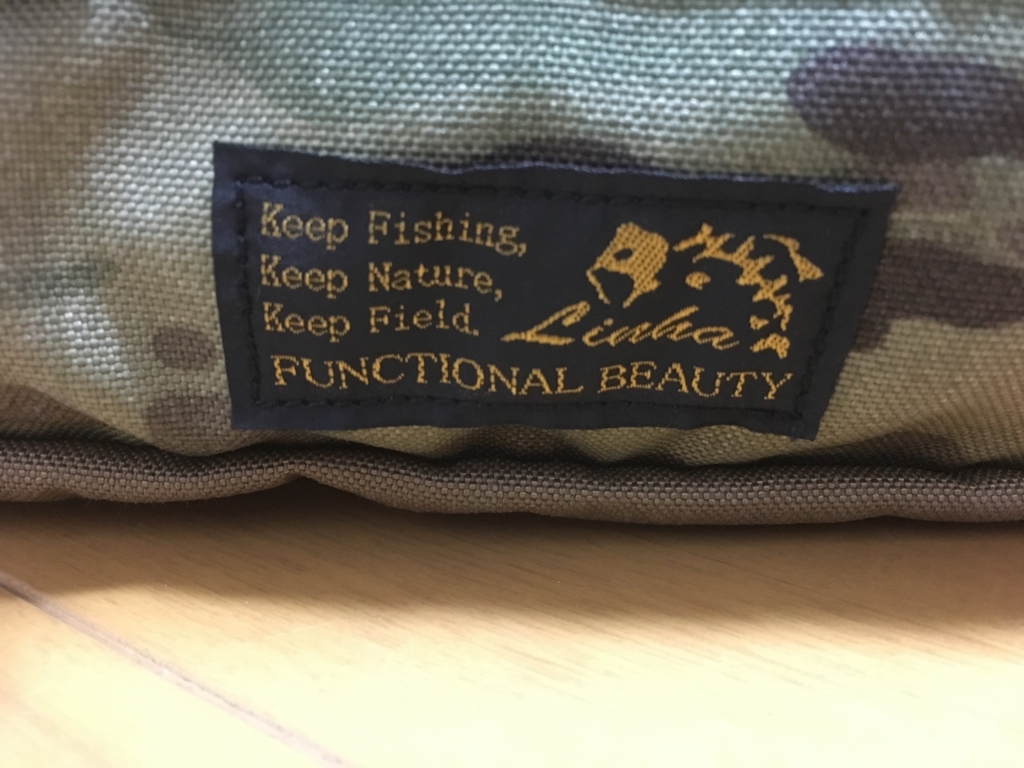 Keep Fishing,
Keep Nature,
Keep Field.
Linha
FUNCTIONAL BEAUTY